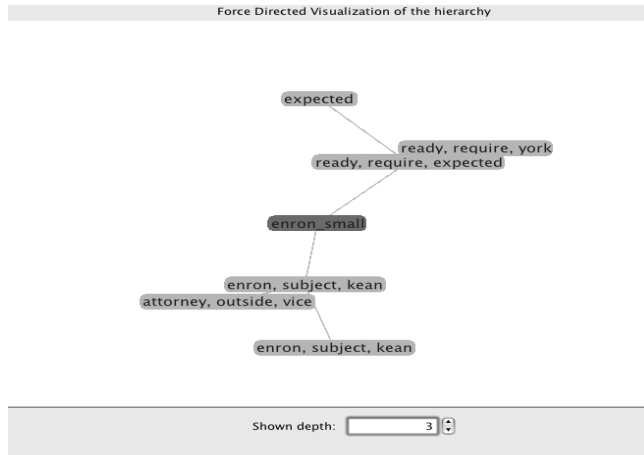 Force Directed Visualization of the hierarchy
expected
ready, require, york
ready, require, expected
enron_small
enron, subject, kean
attorney, outside, vice
enron, subject, kean
Shown depth: 3